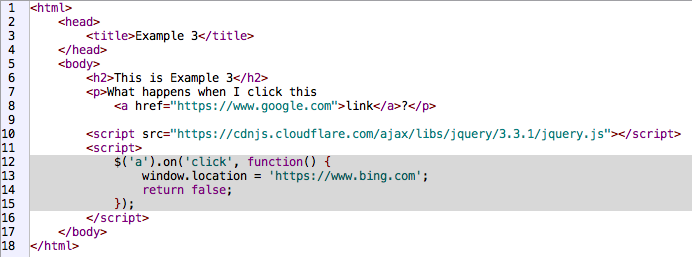 1 <html>
2     <head>
3         <title>Example 3</title>
4     </head>
5     <body>
6         <h2>This is Example 3</h2>
7         <p>What happens when I click this
8             <a href="https://www.google.com">link</a>?</p>
9
10         <script src="https://cdnjs.cloudflare.com/ajax/libs/jquery/3.3.1/jquery.js"></script>
11         <script>
12             $('a').on('click', function() {
13                 window.location = 'https://www.bing.com';
14                 return false;
15             });
16         </script>
17     </body>
18 </html>